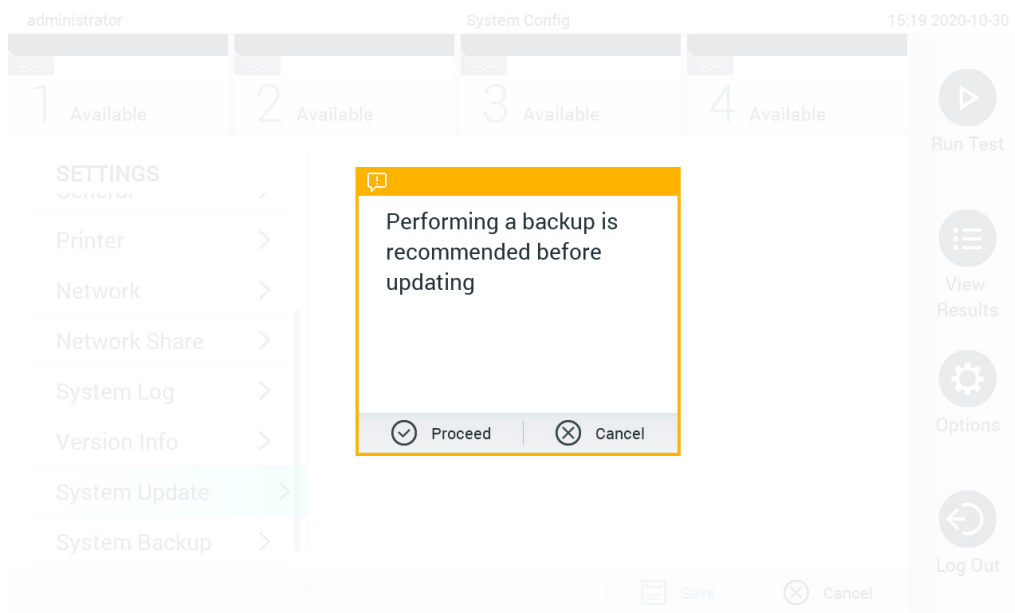 administrator
System Config
15:19 2020-10-30
1 Available
2 Available
3 Available
4 Available
Run Test
SETTINGS
General
Printer
Network
Network Share
System Log
Version Info
System Update
System Backup
Performing a backup is
recommended before
updating
Proceed
Cancel
View
Results
Options
Log Out
Save
Cancel